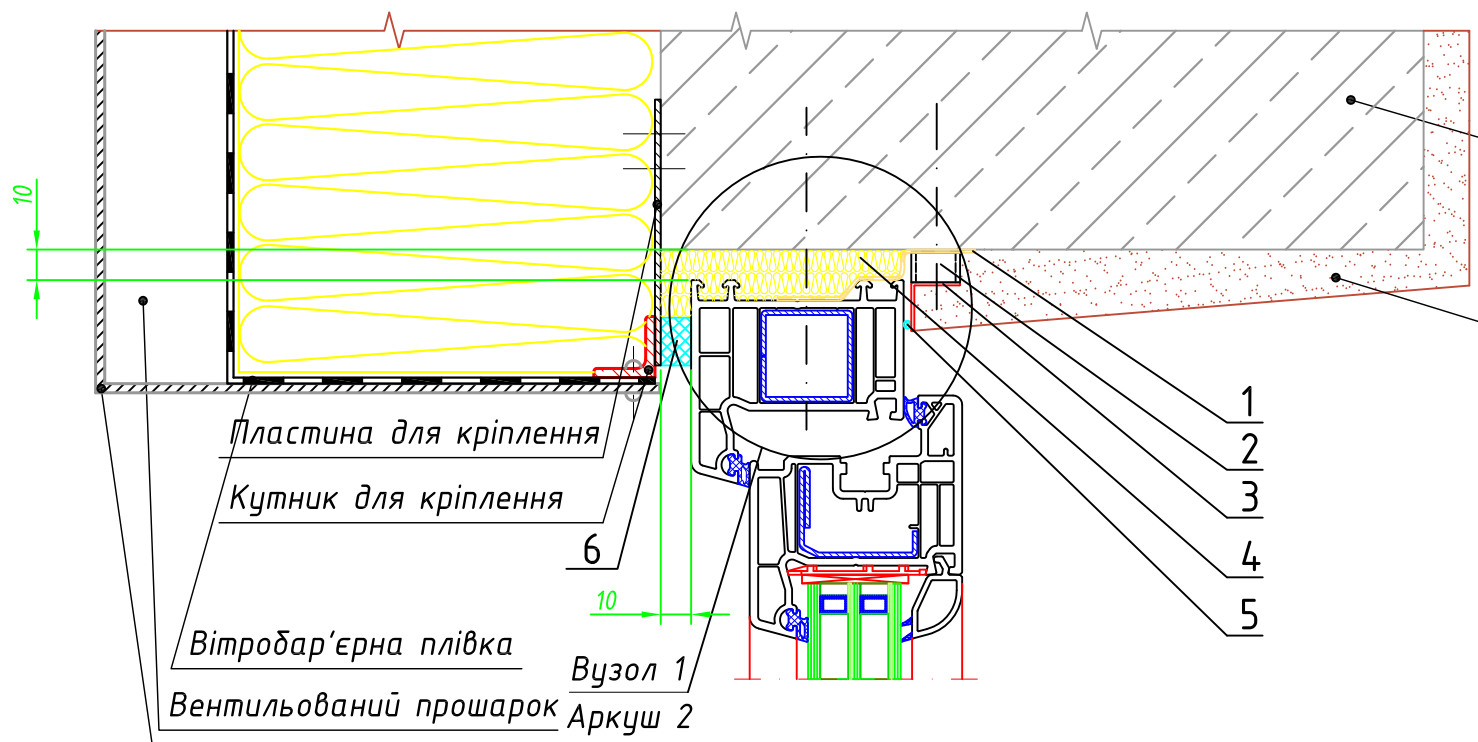 10
Пластина для кріплення
Кутник для кріплення
6
10
1
2
3
4
5
Вітробар'єрна плівка
Вентильований прошарок
Вузол 1
Аркуш 2